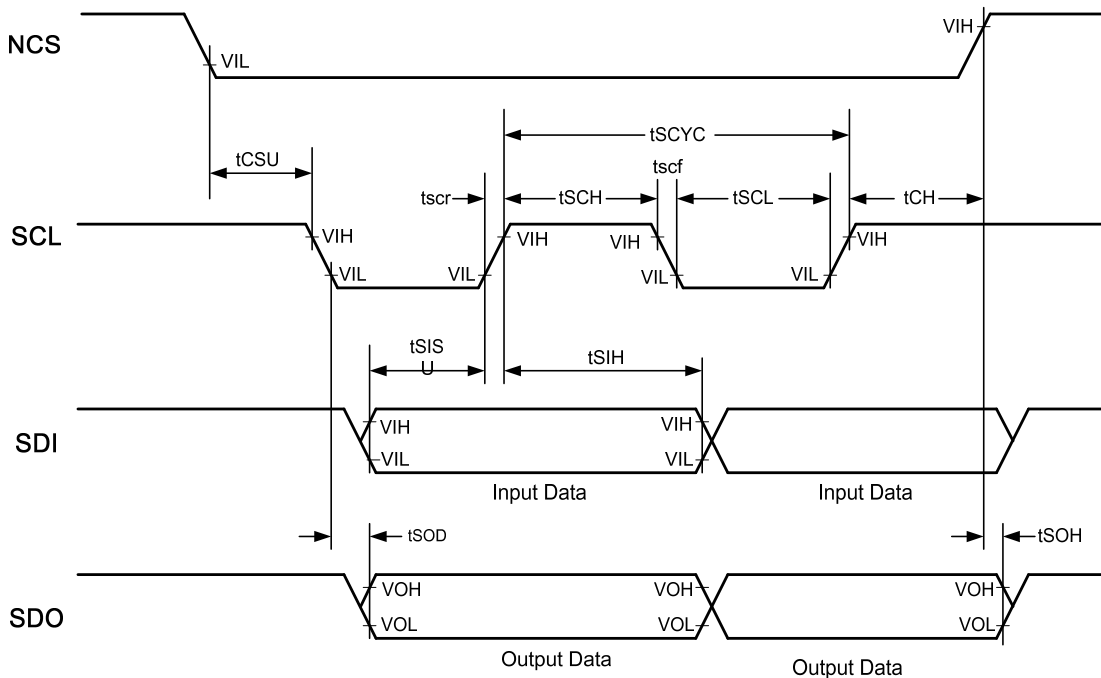 NCS
VIL
VIH
tSCYC
tCSU
tscf
tscr
tSCH
tSCL
tCH
SCL
VIH
VIL
VIL
VIH
VIH
VIL
VIL
VIH
tSIS
U
tSIH
SDI
VIH
VIL
VIH
VIL
Input Data
Input Data
tSOD
tSOH
SDO
VOH
VOL
VOH
VOL
VOH
VOL
Output Data
Output Data